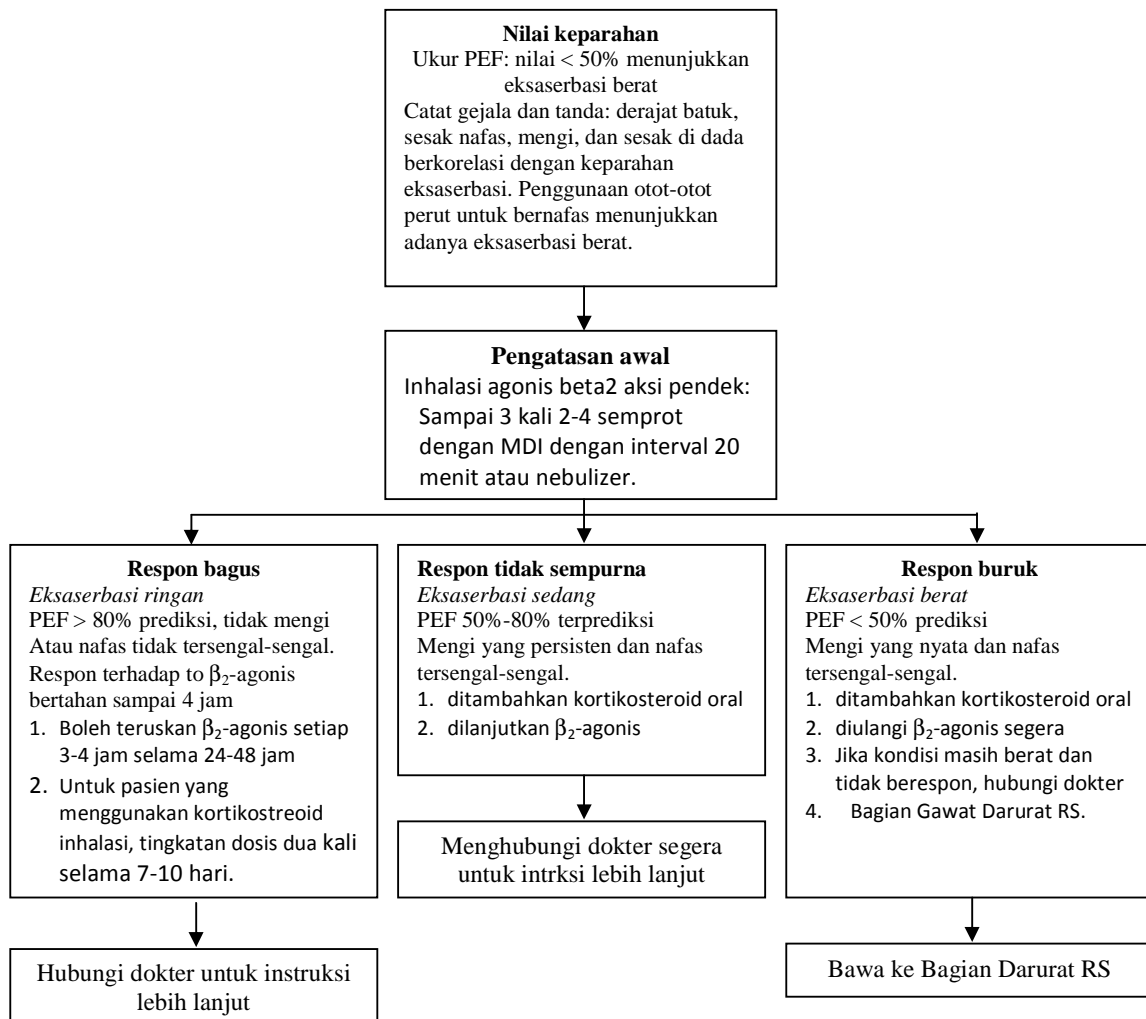 Nilai keparahan
Ukur PEF: nilai < 50% menunjukkan
eksaserbasi berat
Catat gejala dan tanda: derajat batuk,
sesak nafas, mengi, dan sesak di dada
berkorelasi dengan keparahan
eksaserbasi. Penggunaan otot-otot
perut untuk bernafas menunjukkan
adanya eksaserbasi berat.
Pengatasan awal
Inhalasi agonis beta2 aksi pendek:
Sampai 3 kali 2-4 semprot
dengan MDI dengan interval 20
menit atau nebulizer.
Respon bagus
Eksaserbasi ringan
PEF > 80% prediksi, tidak mengi
Atau nafas tidak tersengal-sengal.
Respon terhadap to β₂-agonis
bertahan sampai 4 jam
1. Boleh teruskan β₂-agonis setiap
3-4 jam selama 24-48 jam
2. Untuk pasien yang
menggunakan kortikostreoid
inhalasi, tingkatan dosis dua kali
selama 7-10 hari.
Hubungi dokter untuk instruksi
lebih lanjut
Respon tidak sempurna
Eksaserbasi sedang
PEF 50%-80% terprediksi
Mengi yang persisten dan nafas
tersengal-sengal.
1. ditambahkan kortikosteroid oral
2. dilanjutkan β₂-agonis
Menghubungi dokter segera
untuk intrksi lebih lanjut
Respon buruk
Eksaserbasi berat
PEF < 50% prediksi
Mengi yang nyata dan nafas
tersengal-sengal.
1. ditambahkan kortikosteroid oral
2. diulangi β₂-agonis segera
3. Jika kondisi masih berat dan
tidak berespon, hubungi dokter
4. Bagian Gawat Darurat RS.
Bawa ke Bagian Darurat RS